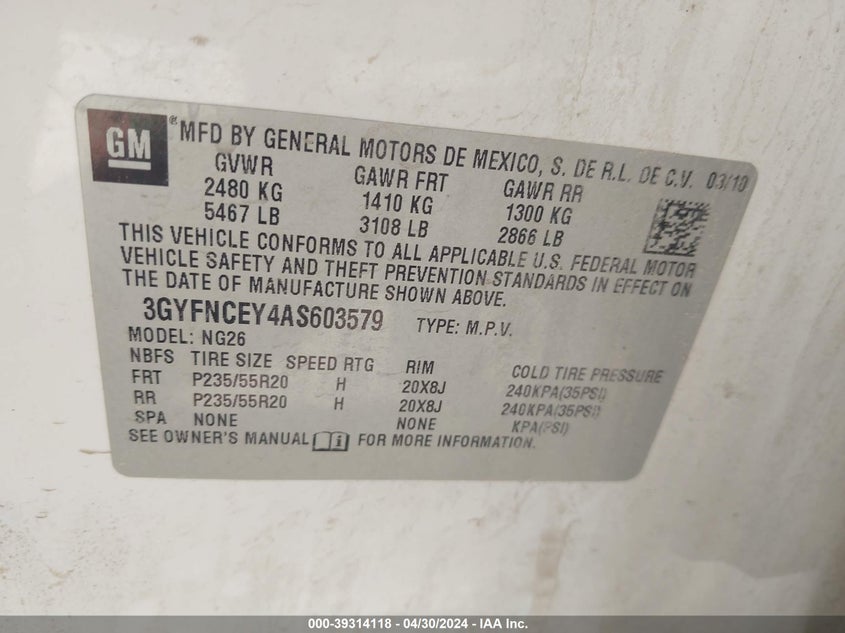 GM ® MFD BY GENERAL MOTORS DE MEXICO, S. DE R.L. DE C.V. 03/10
GVWR GAWR FRT GAWR RR
2480 KG 1410 KG 1300 KG
5467 LB 3108 LB 2866 LB
THIS VEHICLE CONFORMS TO ALL APPLICABLE U.S. FEDERAL MOTOR
VEHICLE SAFETY AND THEFT PREVENTION STANDARDS IN EFFECT ON
THE DATE OF MANUFACTURE SHOWN ABOVE.
3GYFNCEY4AS603579 TYPE: M.P.V.
MODEL: NG26
NBFS TIRE SIZE SPEED RTG RIM COLD TIRE PRESSURE
FRT P235/55R20 H 20X8J 240KPA(35PSI)
RR P235/55R20 H 20X8J 240KPA(35PSI)
SPA NONE NONE KPA(PSI)
SEE OWNER'S MANUAL FOR MORE INFORMATION.
000-39314118 - 04/30/2024 - IAA Inc.